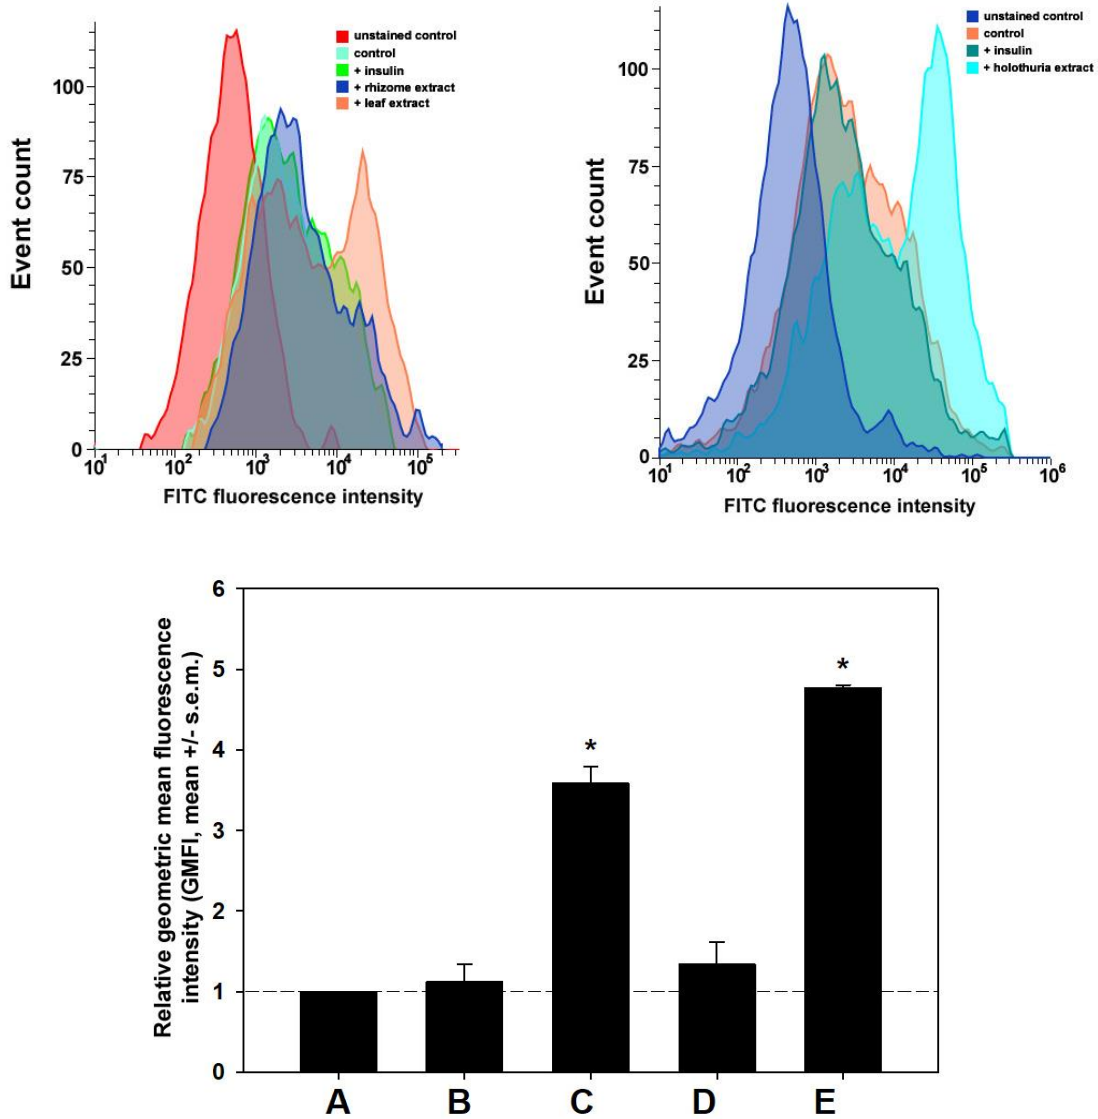 unstained control
control
+ insulin
+ rhizome extract
+ leaf extract
Event count
100
75
50
25
0
10¹ 10² 10³ 10⁴ 10⁵
FITC fluorescence intensity
unstained control
control
+ insulin
+ holothuria extract
Event count
100
75
50
25
0
10¹ 10² 10³ 10⁴ 10⁵ 10⁶
FITC fluorescence intensity
Relative geometric mean fluorescence
intensity (GMFI, mean +/- s.e.m.)
6
5
4
3
2
1
0
*
*
A B C D E